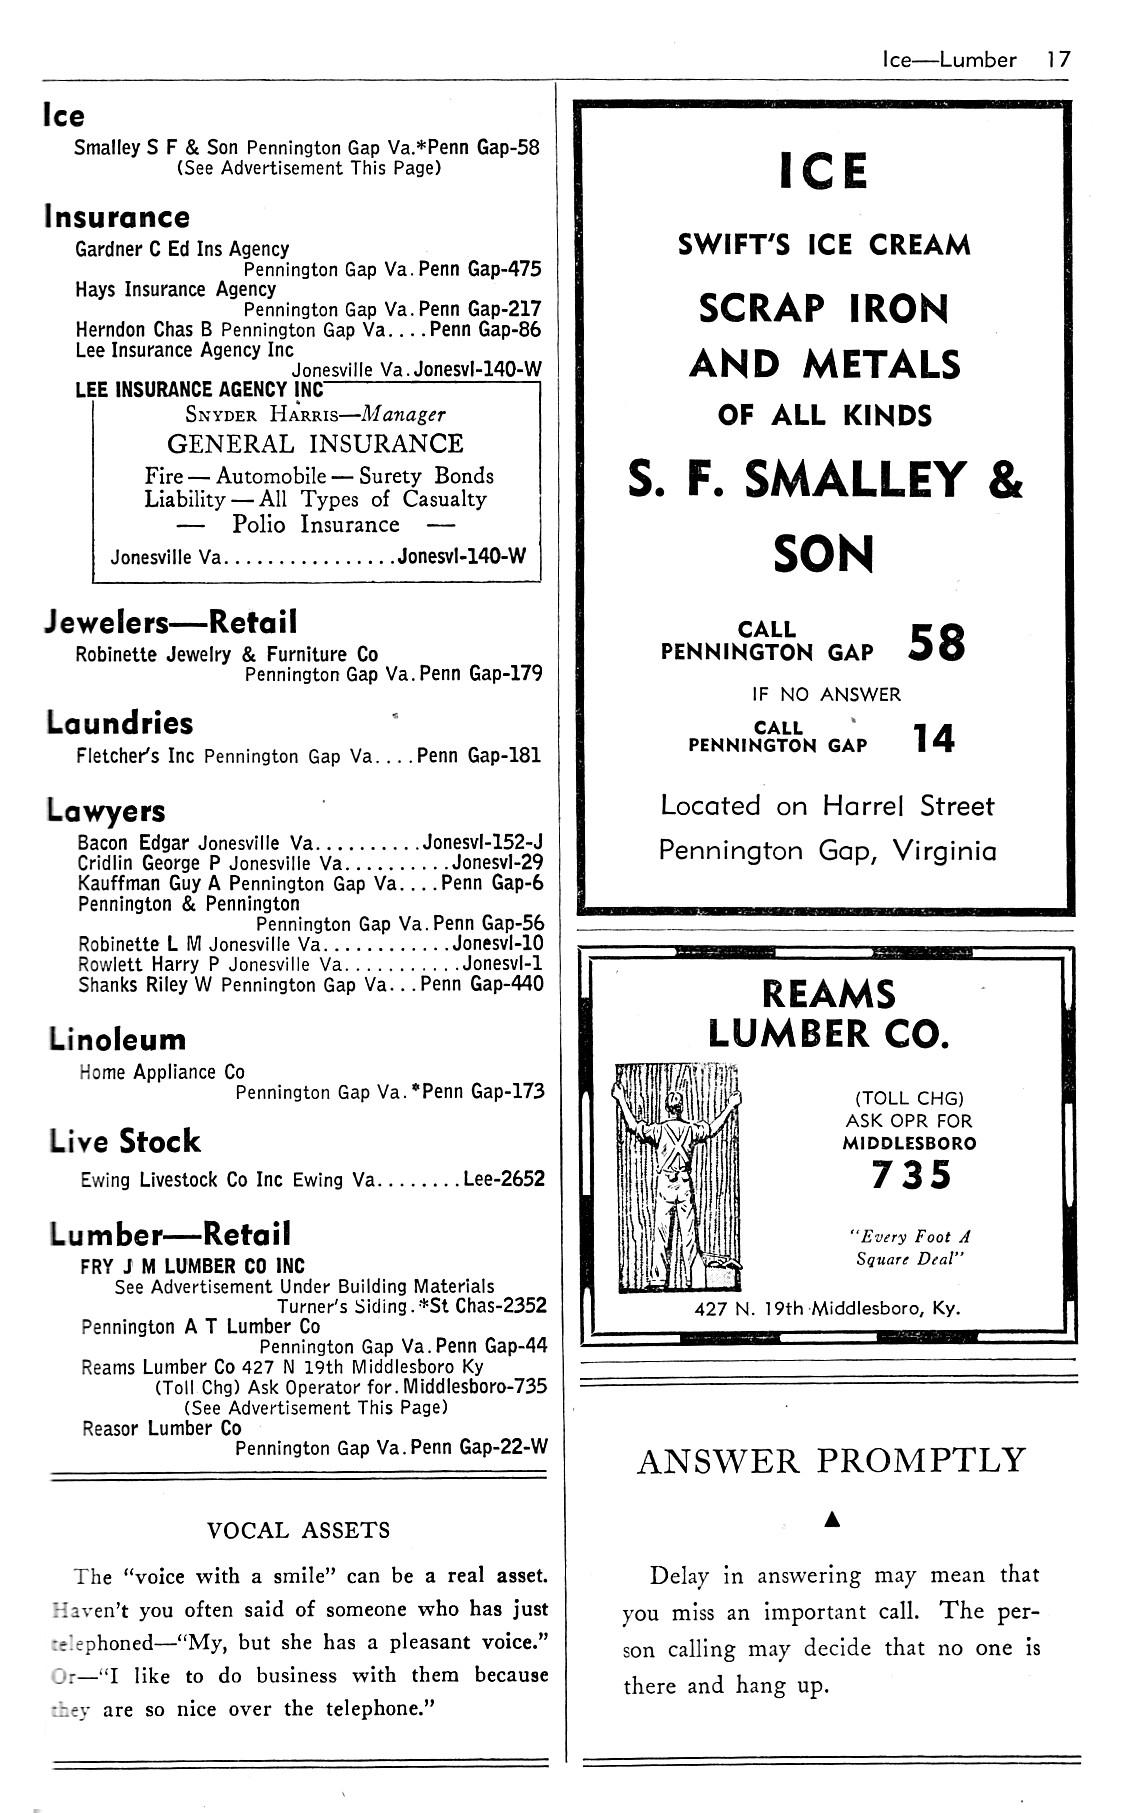 Ice—Lumber 17
Ice
Smalley S F & Son Pennington Gap Va.*Penn Gap-58
(See Advertisement This Page)
Insurance
Gardner C Ed Ins Agency
Pennington Gap Va. Penn Gap-475
Hays Insurance Agency
Pennington Gap Va. Penn Gap-217
Herndon Chas B Pennington Gap Va....Penn Gap-86
Lee Insurance Agency Inc
Jonesville Va. Jonesvl-140-W
LEE INSURANCE AGENCY INC
SNYDER HARRIS—Manager
GENERAL INSURANCE
Fire — Automobile — Surety Bonds
Liability — All Types of Casualty
— Polio Insurance —
Jonesville Va................Jonesvl-140-W
Jewelers—Retail
Robinette Jewelry & Furniture Co
Pennington Gap Va. Penn Gap-179
Laundries
Fletcher's Inc Pennington Gap Va....Penn Gap-181
Lawyers
Bacon Edgar Jonesville Va..........Jonesvl-152-J
Cridlin George P Jonesville Va..........Jonesvl-29
Kauffman Guy A Pennington Gap Va....Penn Gap-6
Pennington & Pennington
Pennington Gap Va. Penn Gap-56
Robinette L M Jonesville Va............Jonesvl-10
Rowlett Harry P Jonesville Va...........Jonesvl-1
Shanks Riley W Pennington Gap Va...Penn Gap-440
Linoleum
Home Appliance Co
Pennington Gap Va.*Penn Gap-173
Live Stock
Ewing Livestock Co Inc Ewing Va........Lee-2652
Lumber—Retail
FRY J M LUMBER CO INC
See Advertisement Under Building Materials
Turner's Siding.*St Chas-2352
Pennington A T Lumber Co
Pennington Gap Va. Penn Gap-44
Reams Lumber Co 427 N 19th Middlesboro Ky
(Toll Chg) Ask Operator for. Middlesboro-735
(See Advertisement This Page)
Reasor Lumber Co
Pennington Gap Va. Penn Gap-22-W
VOCAL ASSETS
The “voice with a smile” can be a real asset.
Haven't you often said of someone who has just
telephoned—“My, but she has a pleasant voice.”
Or—“I like to do business with them because
they are so nice over the telephone.”
ICE
SWIFT'S ICE CREAM
SCRAP IRON
AND METALS
OF ALL KINDS
S. F. SMALLEY &
SON
CALL
PENNINGTON GAP 58
IF NO ANSWER
CALL
PENNINGTON GAP 14
Located on Harrel Street
Pennington Gap, Virginia
REAMS
LUMBER CO.
(TOLL CHG)
ASK OPR FOR
MIDDLESBORO
735
"Every Foot A
Square Deal"
427 N. 19th Middlesboro, Ky.
ANSWER PROMPTLY
▲
Delay in answering may mean that
you miss an important call. The per-
son calling may decide that no one is
there and hang up.